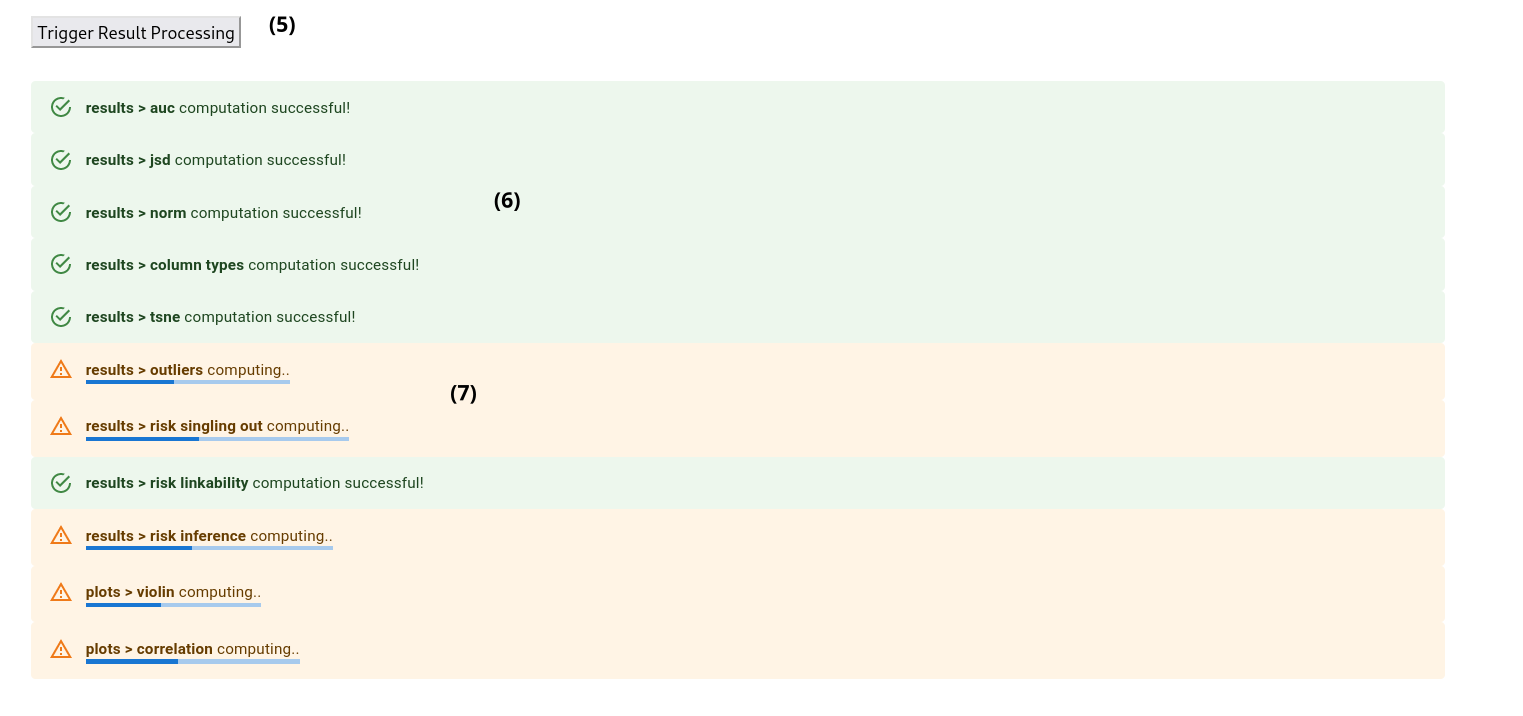 Trigger Result Processing (5)
results > auc computation successful!
results > jsd computation successful!
(6)
results > norm computation successful!
results > column types computation successful!
results > tsne computation successful!
results > outliers computing..
(7)
results > risk singling out computing..
results > risk linkability computation successful!
results > risk inference computing..
plots > violin computing..
plots > correlation computing..